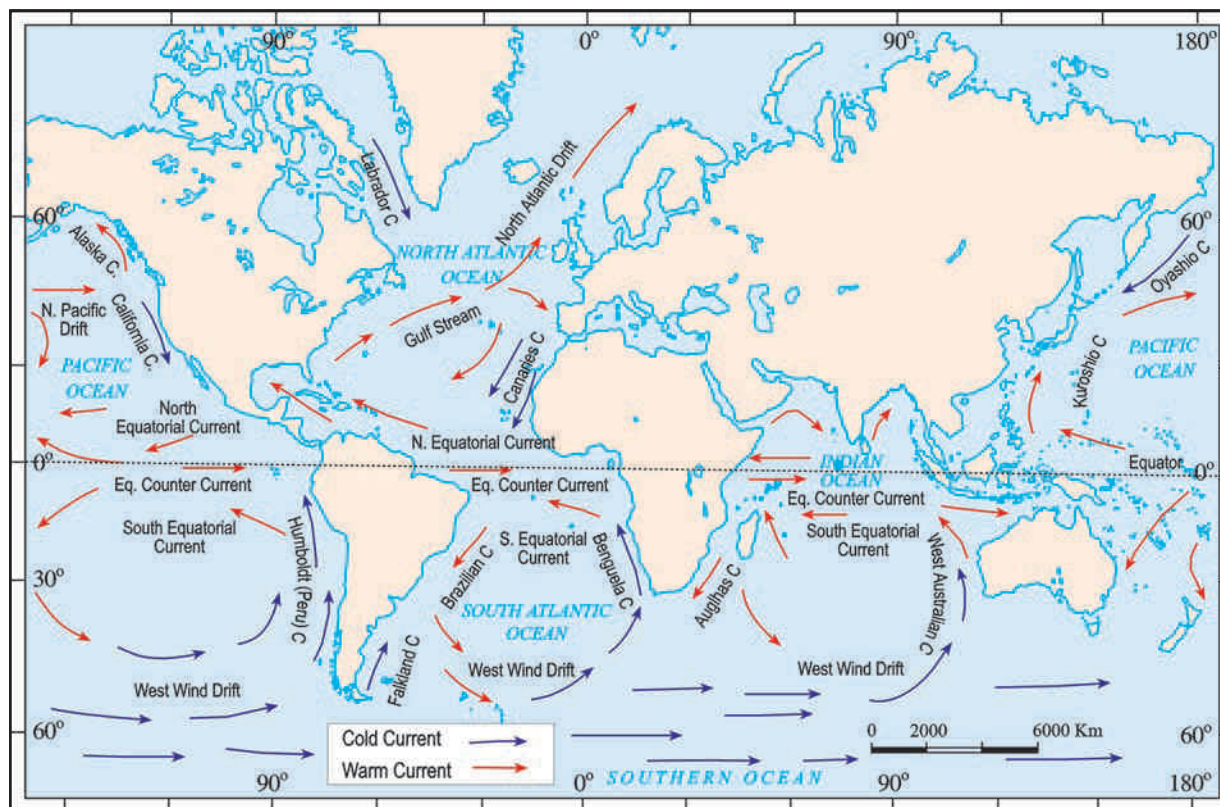 90°
0°
90°
180°
60°
60°
Labrador C
North Atlantic Drift
NORTH ATLANTIC
OCEAN
Alaska C.
Oyashio C
N. Pacific
Drift
California C.
Gulf Stream
Canaries C
Kuroshio C
PACIFIC
OCEAN
PACIFIC
OCEAN
30°
North
Equatorial Current
N. Equatorial Current
0°
Equator
0°
INDIAN
OCEAN
Eq. Counter Current
Eq. Counter Current
Eq. Counter Current
South Equatorial
Current
Humboldt (Peru) C
S. Equatorial
Current
South Equatorial
Current
Brazilian C
Benguela C
Auglhas C
West Australian C
30°
SOUTH ATLANTIC
OCEAN
West Wind Drift
Falkland C
West Wind Drift
West Wind Drift
60°
60°
Cold Current
Warm Current
0 2000 6000 Km
SOUTHERN OCEAN
90°
0°
90°
180°